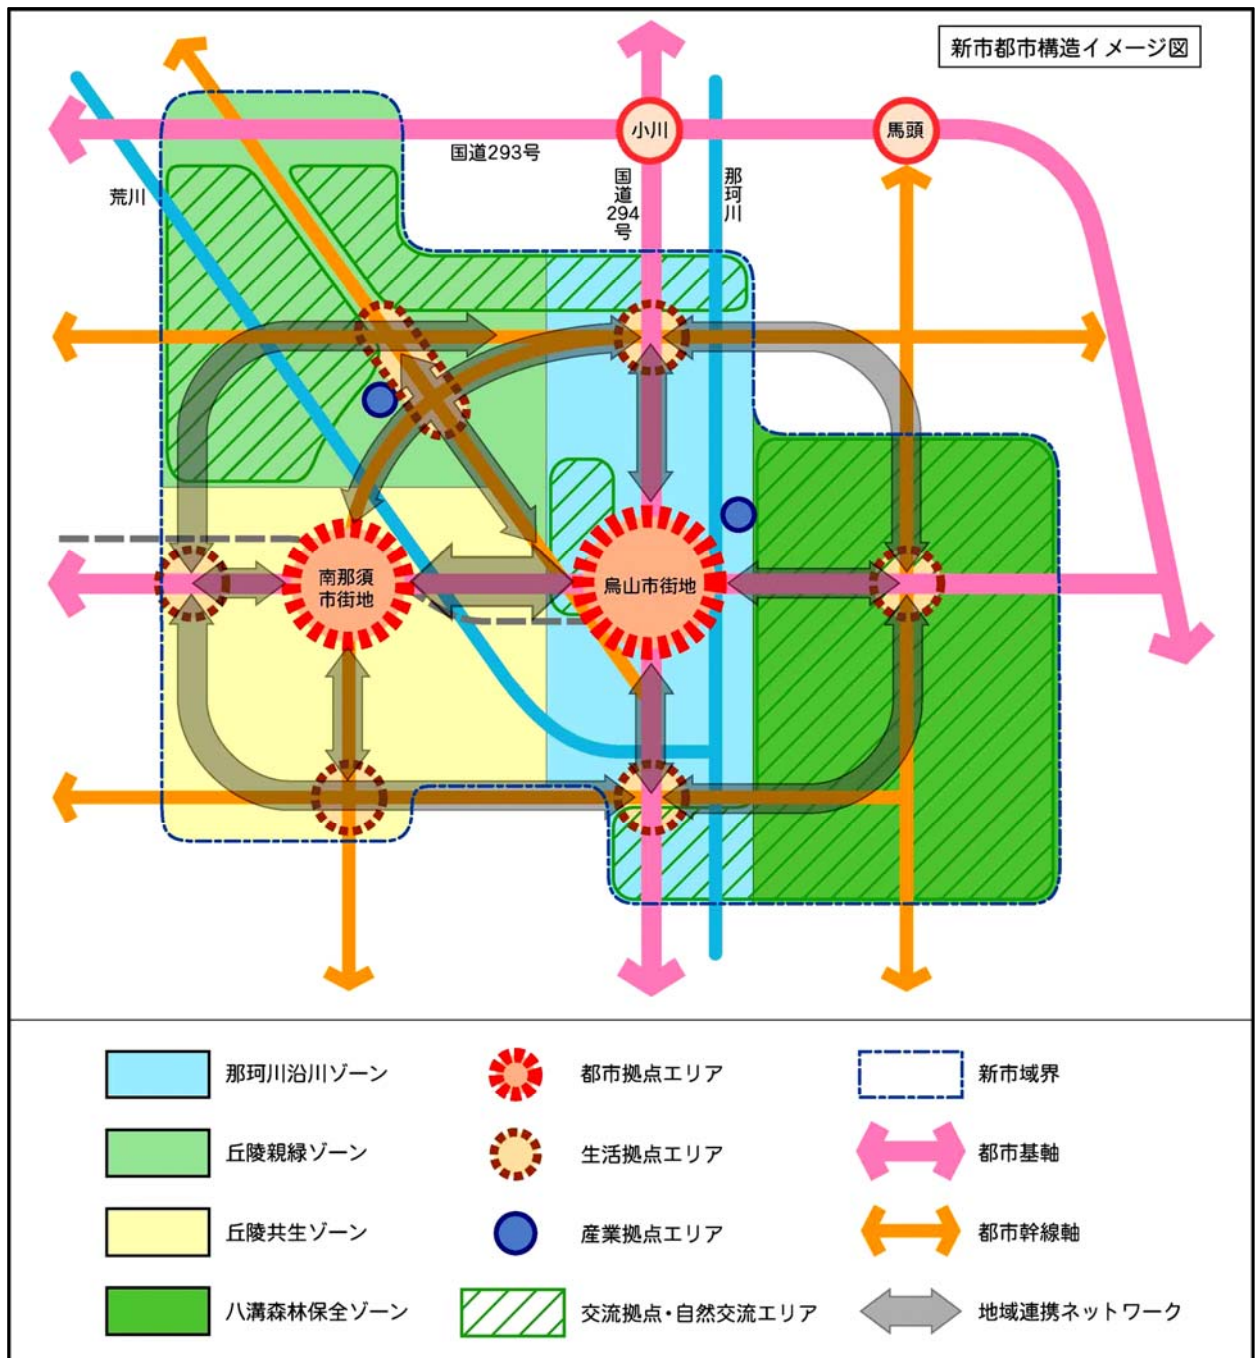 新市都市構造イメージ図
小川
馬頭
国道293号
荒川
国道294号
那珂川
南那須
市街地
烏山市街地
那珂川沿川ゾーン
都市拠点エリア
新市域界
丘陵親緑ゾーン
生活拠点エリア
都市基軸
丘陵共生ゾーン
産業拠点エリア
都市幹線軸
八溝森林保全ゾーン
交流拠点・自然交流エリア
地域連携ネットワーク